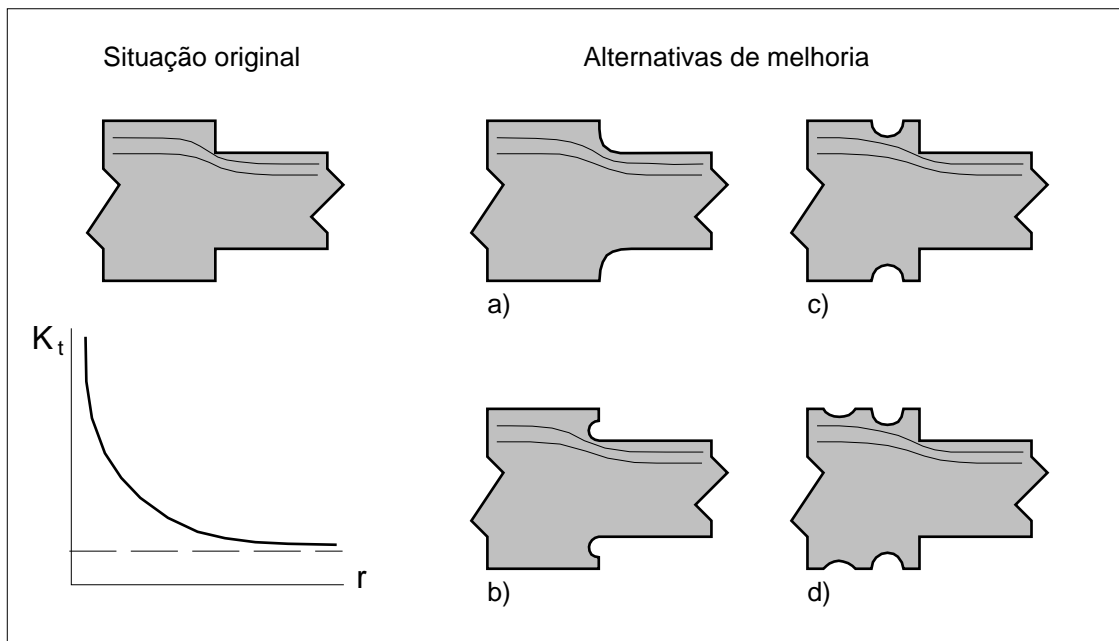 Situação original
Alternativas de melhoria
a)
c)
K t
r
b)
d)